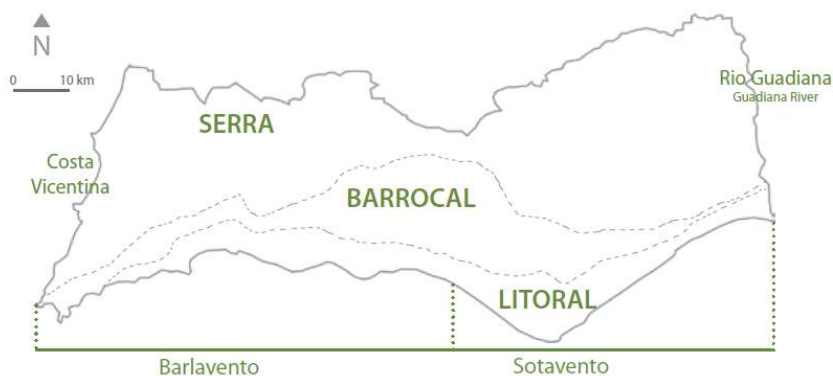 N
0 10 km
Rio Guadiana
Guadiana River
SERRA
Costa
Vicentina
BARROCAL
LITORAL
Barlavento
Sotavento